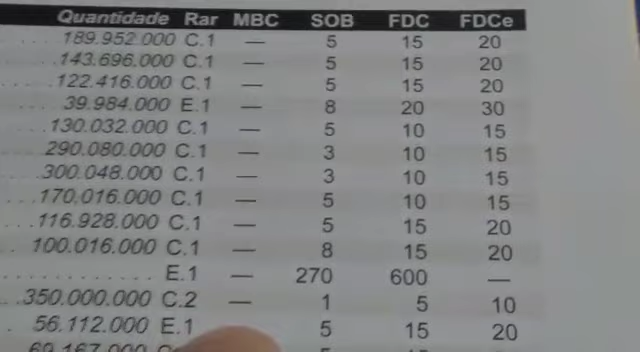 Quantidade Rar MBC SOB FDC FDCe
...189.952.000 C.1 — 5 15 20
...143.696.000 C.1 — 5 15 20
...122.416.000 C.1 — 5 15 20
....39.984.000 E.1 — 8 20 30
...130.032.000 C.1 — 5 10 15
..290.080.000 C.1 — 3 10 15
..300.048.000 C.1 — 3 10 15
...170.016.000 C.1 — 5 10 15
...116.928.000 C.1 — 5 15 20
..100.016.000 C.1 — 8 15 20
............. E.1 — 270 600 —
..350.000.000 C.2 — 1 5 10
. 56.112.000 E.1 5 15 20
69.167.000